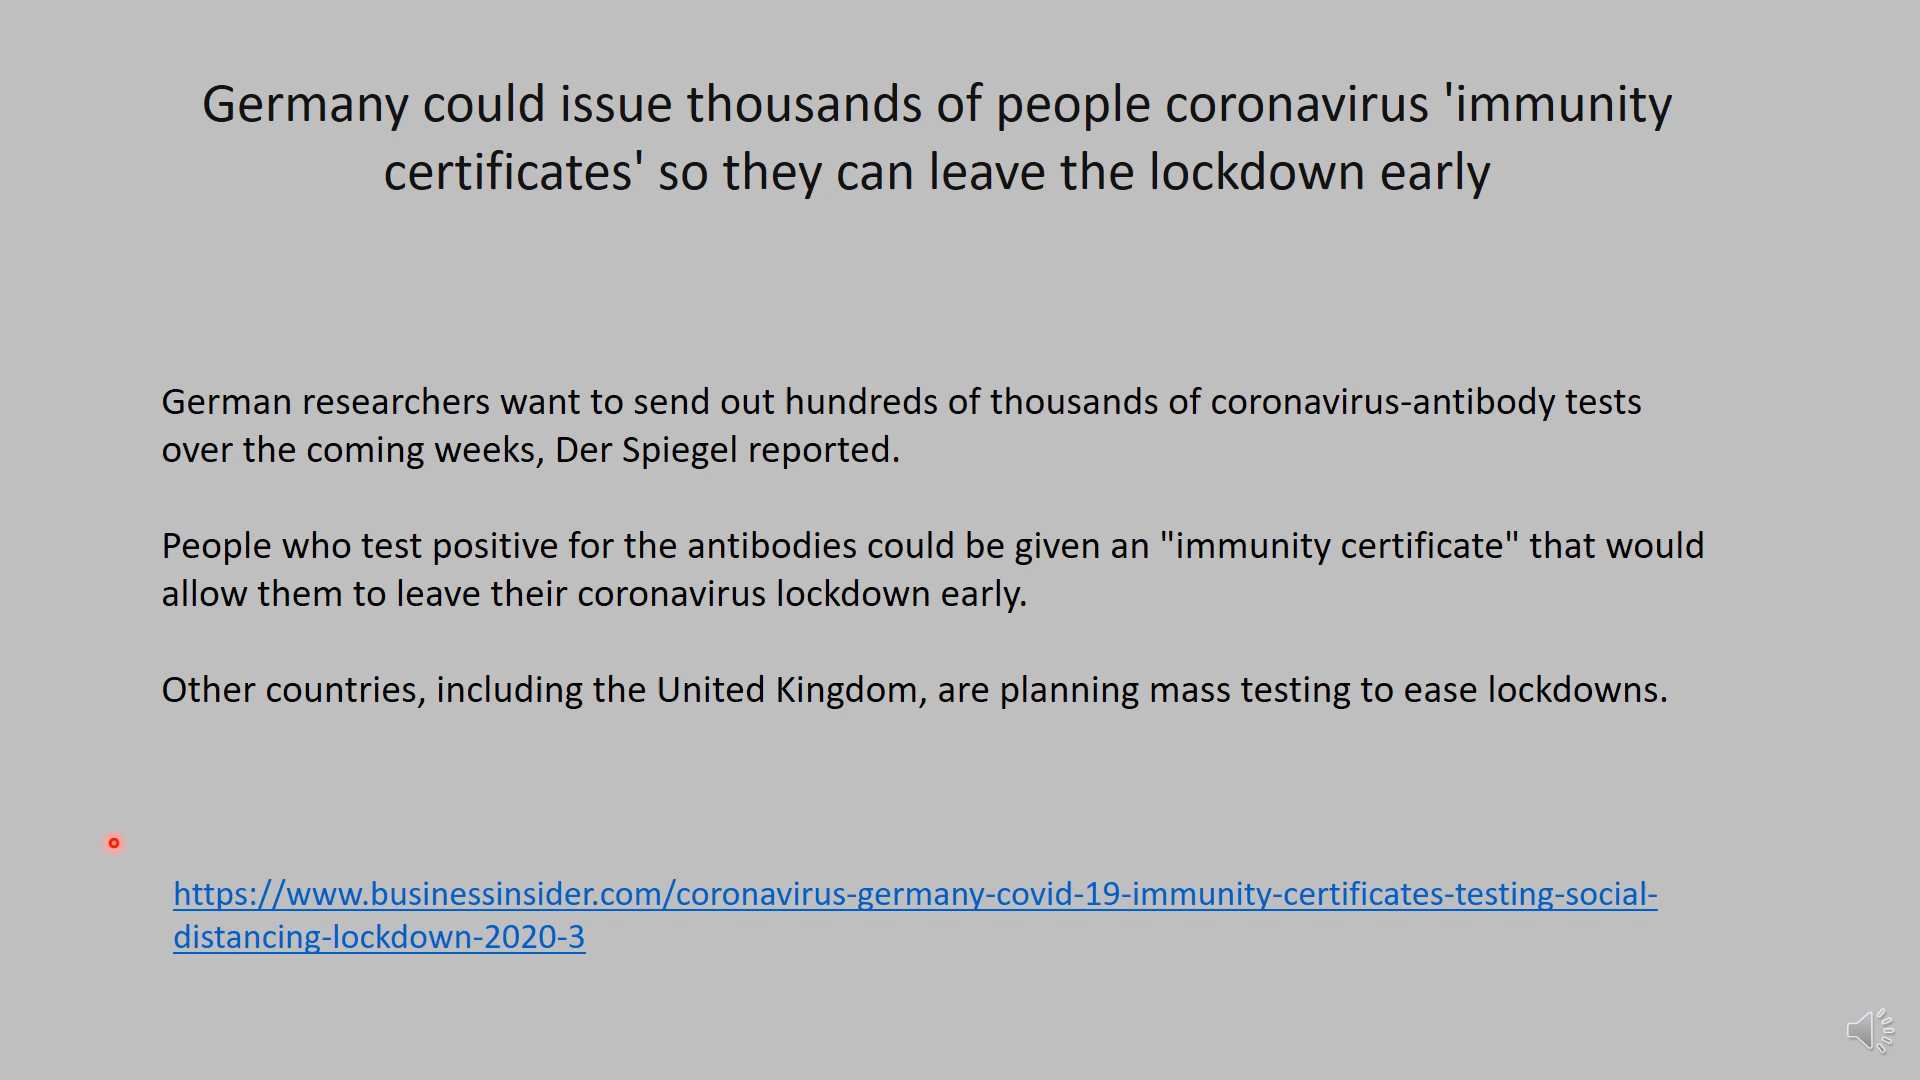 Germany could issue thousands of people coronavirus 'immunity
certificates' so they can leave the lockdown early
German researchers want to send out hundreds of thousands of coronavirus-antibody tests
over the coming weeks, Der Spiegel reported.
People who test positive for the antibodies could be given an "immunity certificate" that would
allow them to leave their coronavirus lockdown early.
Other countries, including the United Kingdom, are planning mass testing to ease lockdowns.
https://www.businessinsider.com/coronavirus-germany-covid-19-immunity-certificates-testing-social-
distancing-lockdown-2020-3